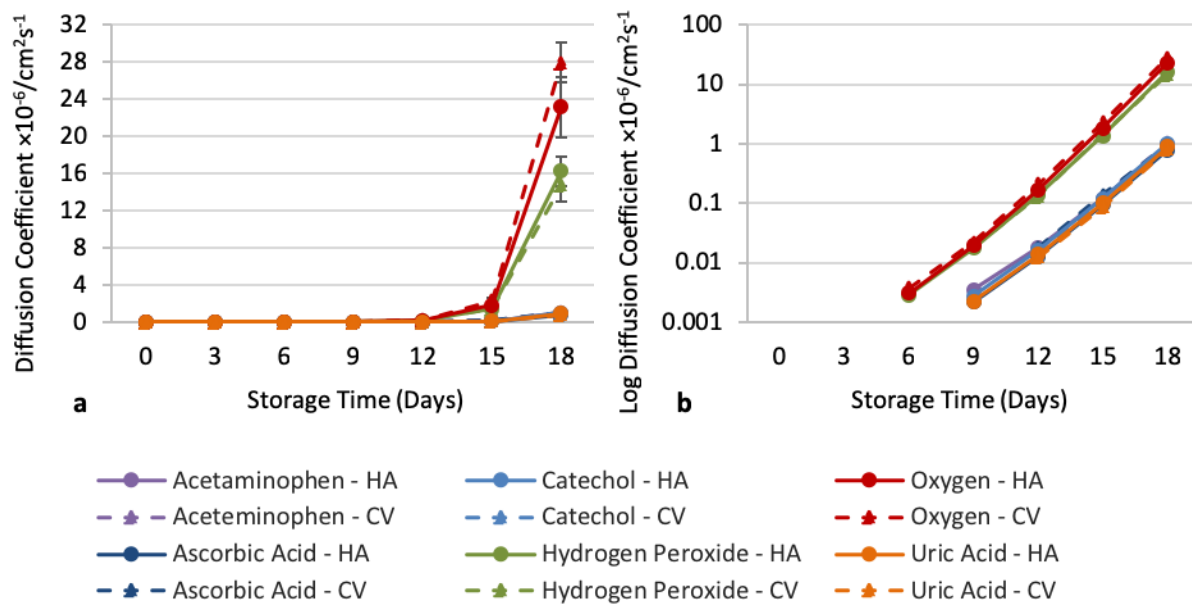 Diffusion Coefficient ×10⁻⁶/cm²s⁻¹
32
28
24
20
16
12
8
4
0
0 3 6 9 12 15 18
a
Storage Time (Days)
Log Diffusion Coefficient ×10⁻⁶/cm²s⁻¹
100
10
1
0.1
0.01
0.001
0 3 6 9 12 15 18
b
Storage Time (Days)
Acetaminophen - HA
Catechol - HA
Oxygen - HA
Aceteminophen - CV
Catechol - CV
Oxygen - CV
Ascorbic Acid - HA
Hydrogen Peroxide - HA
Uric Acid - HA
Ascorbic Acid - CV
Hydrogen Peroxide - CV
Uric Acid - CV